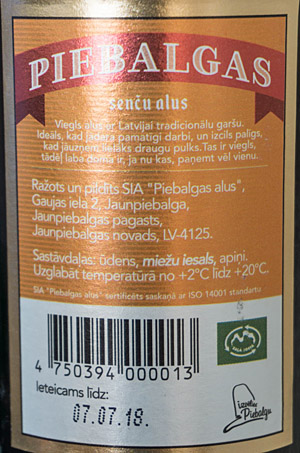 PIEBALGAS
senču alus
Viegls alus ar Latvijai tradicionālu garšu.
Ideāls, kad jādara pamatīgi darbi, un izcils palīgs,
kad jāuzņem lielāks draugu pulks. Tas ir viegls,
tādēļ laba doma ir, ja nu kas, paņemt vēl vienu.
Ražots un pildīts SIA "Piebalgas alus",
Gaujas iela 2, Jaunpiebalga,
Jaunpiebalgas pagasts,
Jaunpiebalgas novads, LV-4125.
Sastāvdaļas: ūdens, miežu iesals, apiņi.
Uzglabāt temperatūrā no +2°C līdz +20°C.
SIA "Piebalgas alus" sertificēts saskaņā ar ISO 14001 standartu
4 750394 000013
Ieteicams līdz:
07.07.18.
izvēlies
Piebalgu